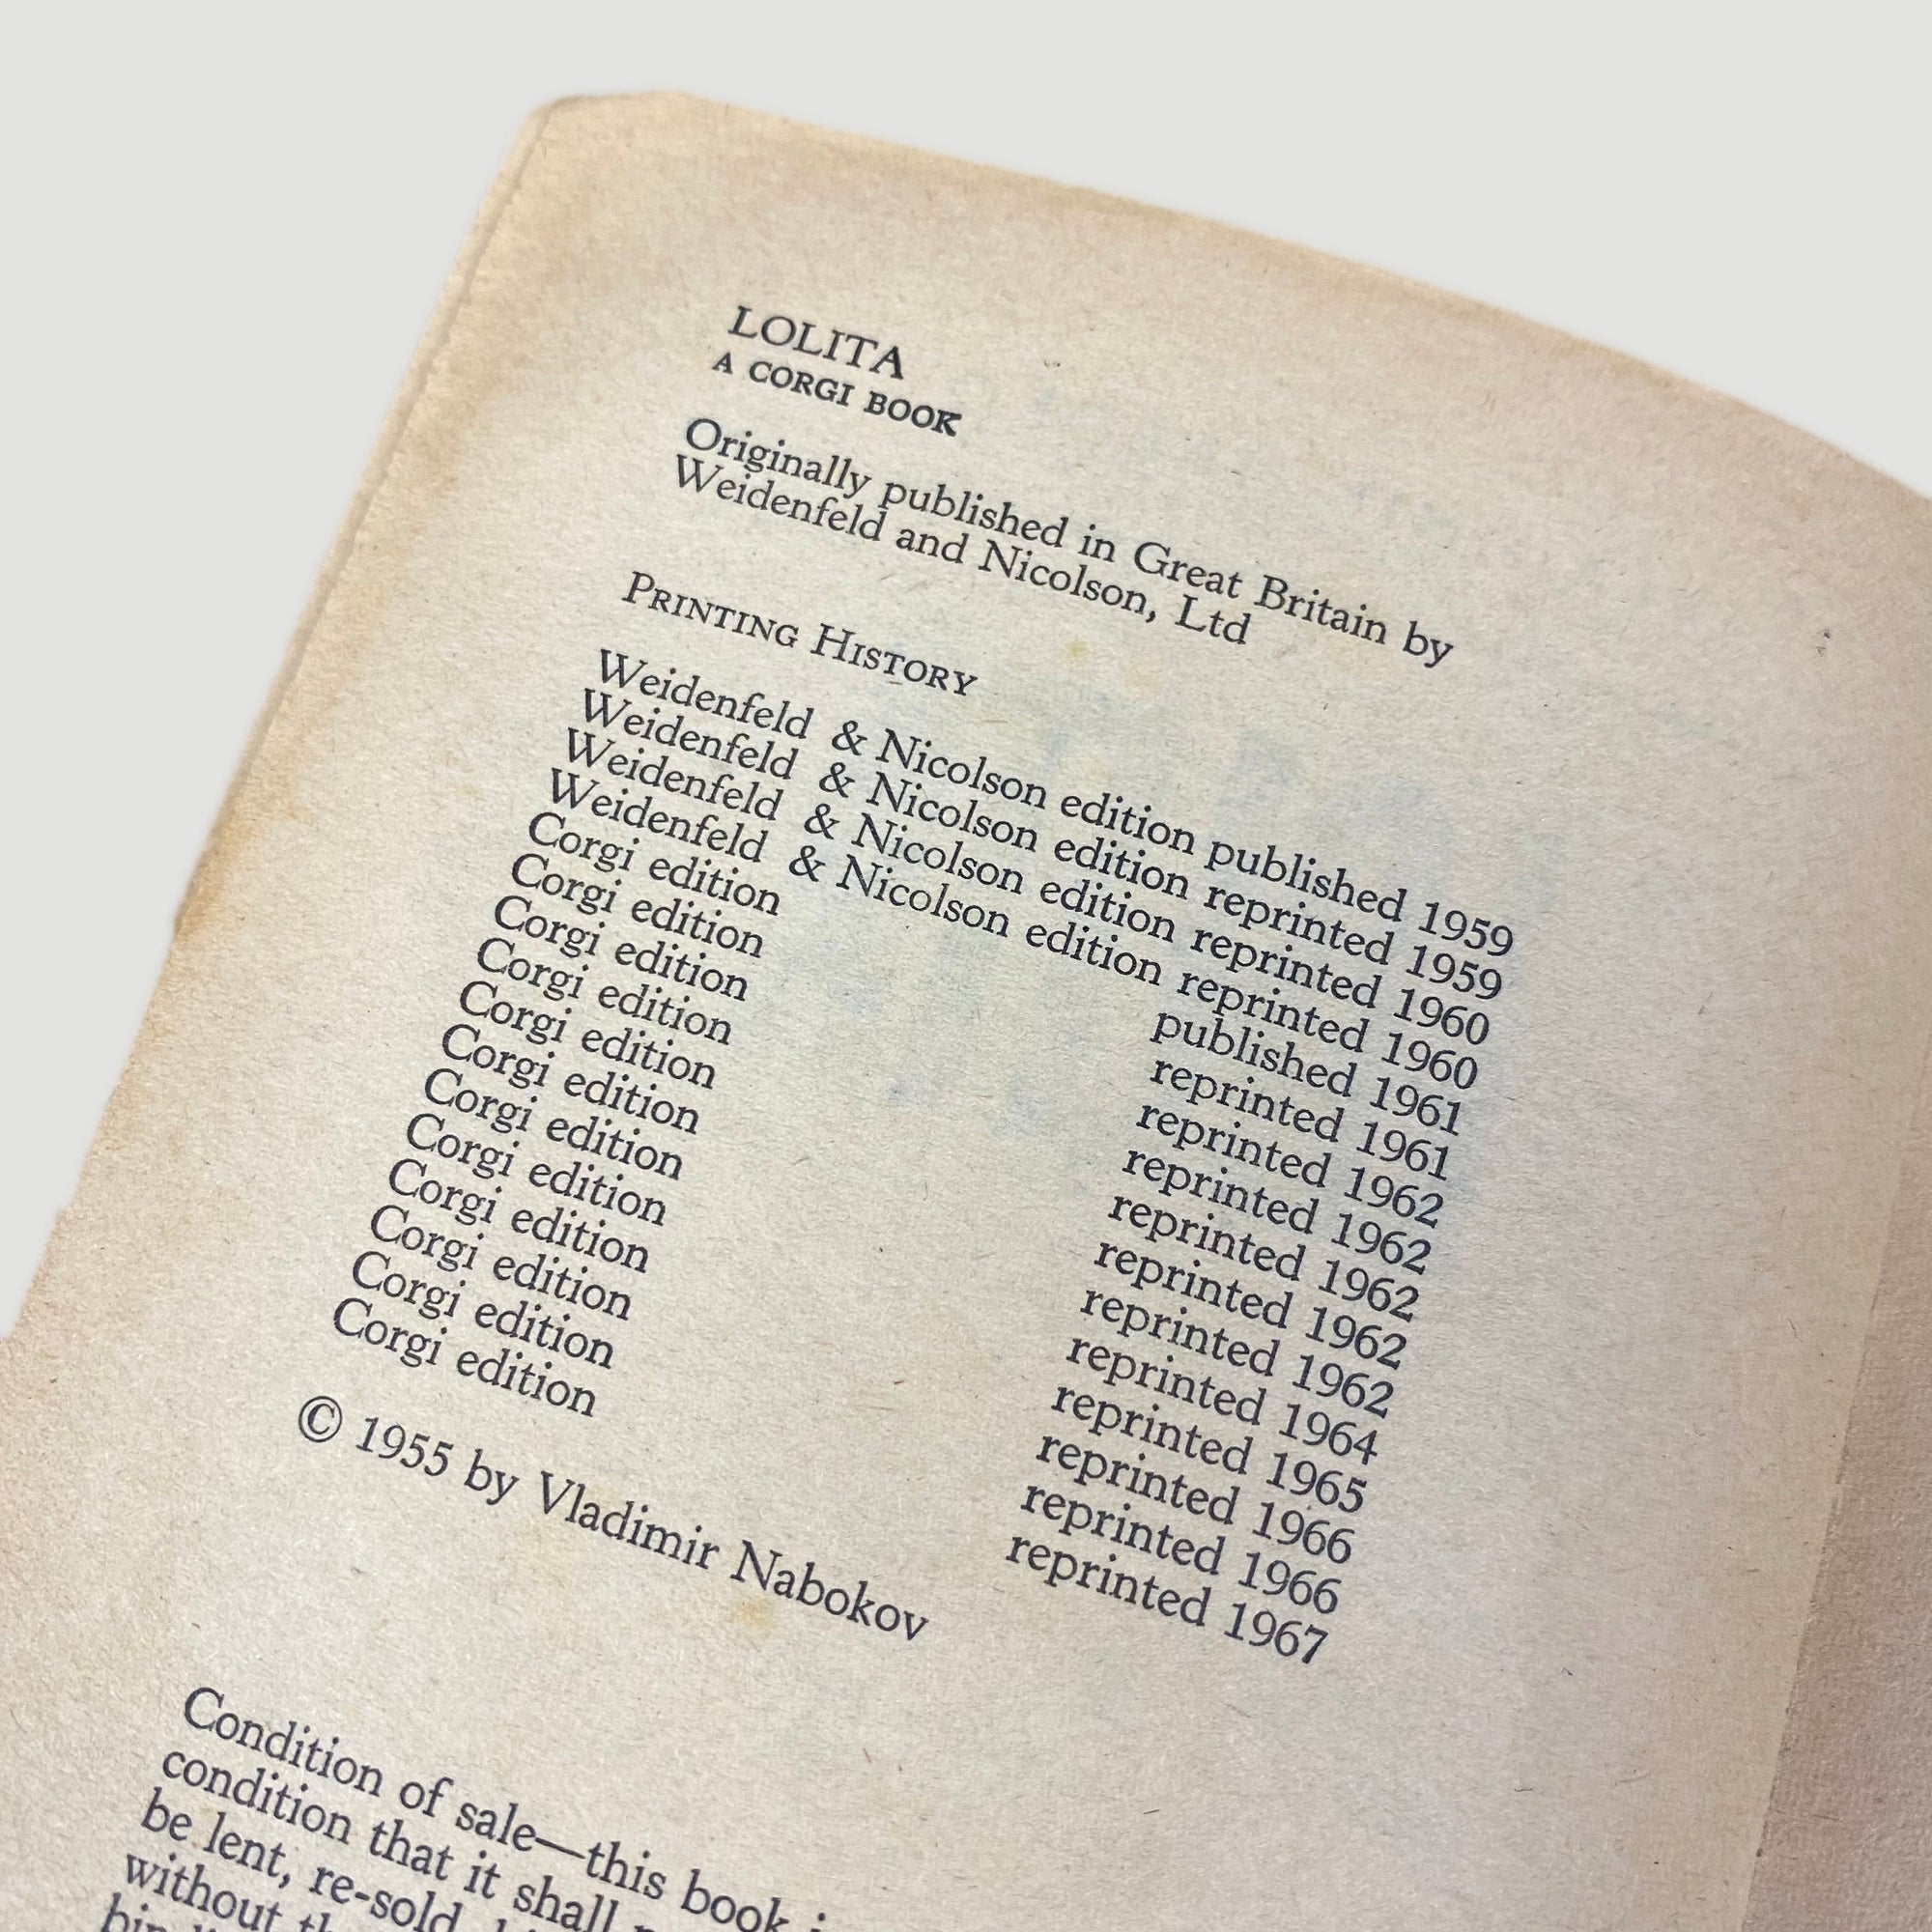 LOLITA
A CORGI BOOK
Originally published in Great Britain by
Weidenfeld and Nicolson, Ltd
PRINTING HISTORY
Weidenfeld & Nicolson edition published 1959
Weidenfeld & Nicolson edition reprinted 1959
Weidenfeld & Nicolson edition reprinted 1960
Weidenfeld & Nicolson edition reprinted 1960
Corgi edition published 1961
Corgi edition reprinted 1961
Corgi edition reprinted 1962
Corgi edition reprinted 1962
Corgi edition reprinted 1962
Corgi edition reprinted 1962
Corgi edition reprinted 1962
Corgi edition reprinted 1964
Corgi edition reprinted 1965
Corgi edition reprinted 1966
Corgi edition reprinted 1966
Corgi edition reprinted 1967
© 1955 by Vladimir Nabokov
Condition of sale—this book
condition that it shall
be lent, re-sold,
without